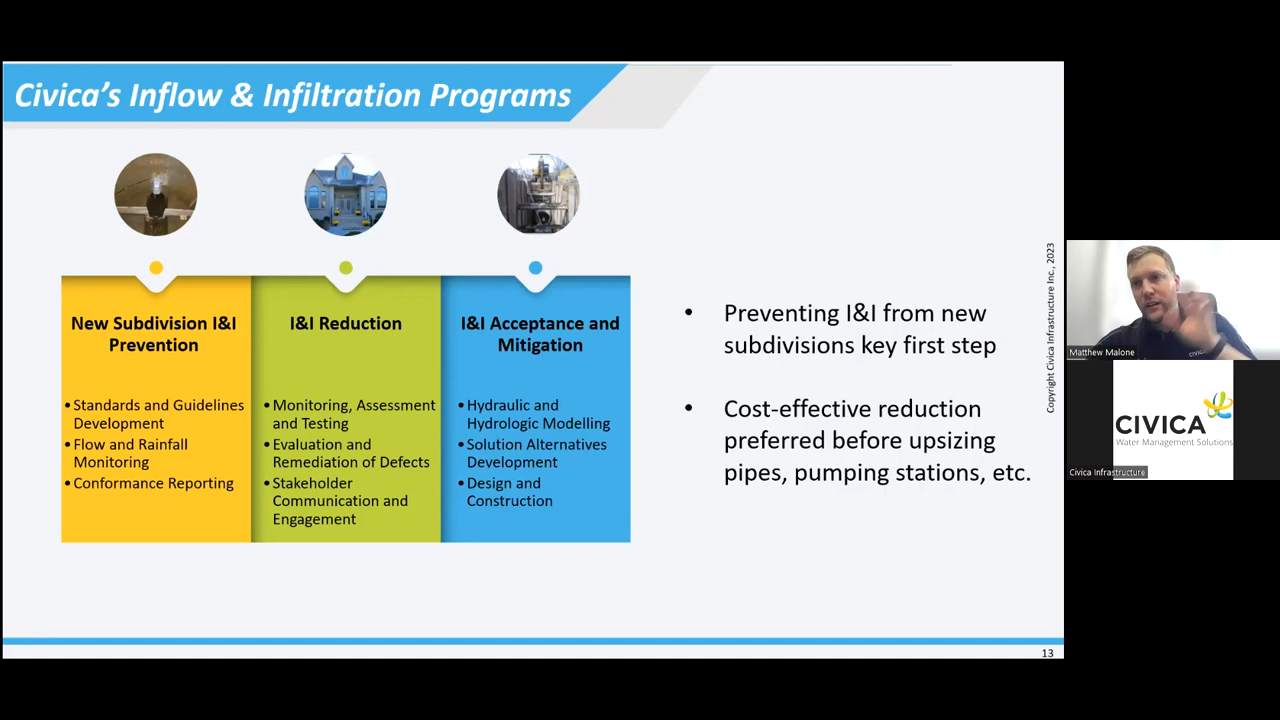 Civica's Inflow & Infiltration Programs
New Subdivision I&I
Prevention
• Standards and Guidelines
Development
• Flow and Rainfall
Monitoring
• Conformance Reporting
I&I Reduction
• Monitoring, Assessment
and Testing
• Evaluation and
Remediation of Defects
• Stakeholder
Communication and
Engagement
I&I Acceptance and
Mitigation
• Hydraulic and
Hydrologic Modelling
• Solution Alternatives
Development
• Design and
Construction
• Preventing I&I from new
subdivisions key first step
• Cost-effective reduction
preferred before upsizing
pipes, pumping stations, etc.
Copyright Civica Infrastructure Inc., 2023
13
Matthew Malone
CIVICA
Water Management Solutions
Civica Infrastructure